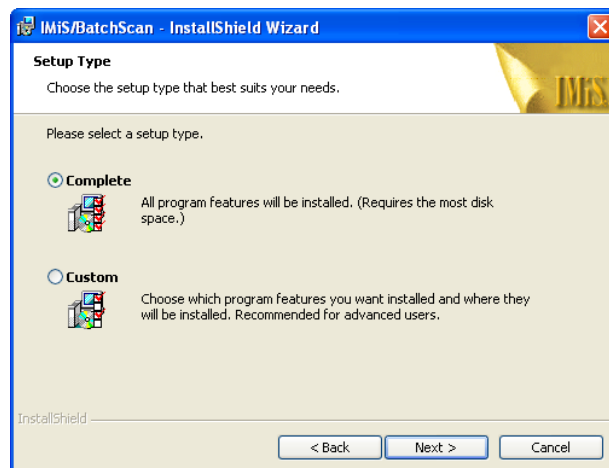 IMiS/BatchScan - InstallShield Wizard
Setup Type
Choose the setup type that best suits your needs.
IMiS
Please select a setup type.
Complete
All program features will be installed. (Requires the most disk
space.)
Custom
Choose which program features you want installed and where they
will be installed. Recommended for advanced users.
InstallShield
< Back
Next >
Cancel